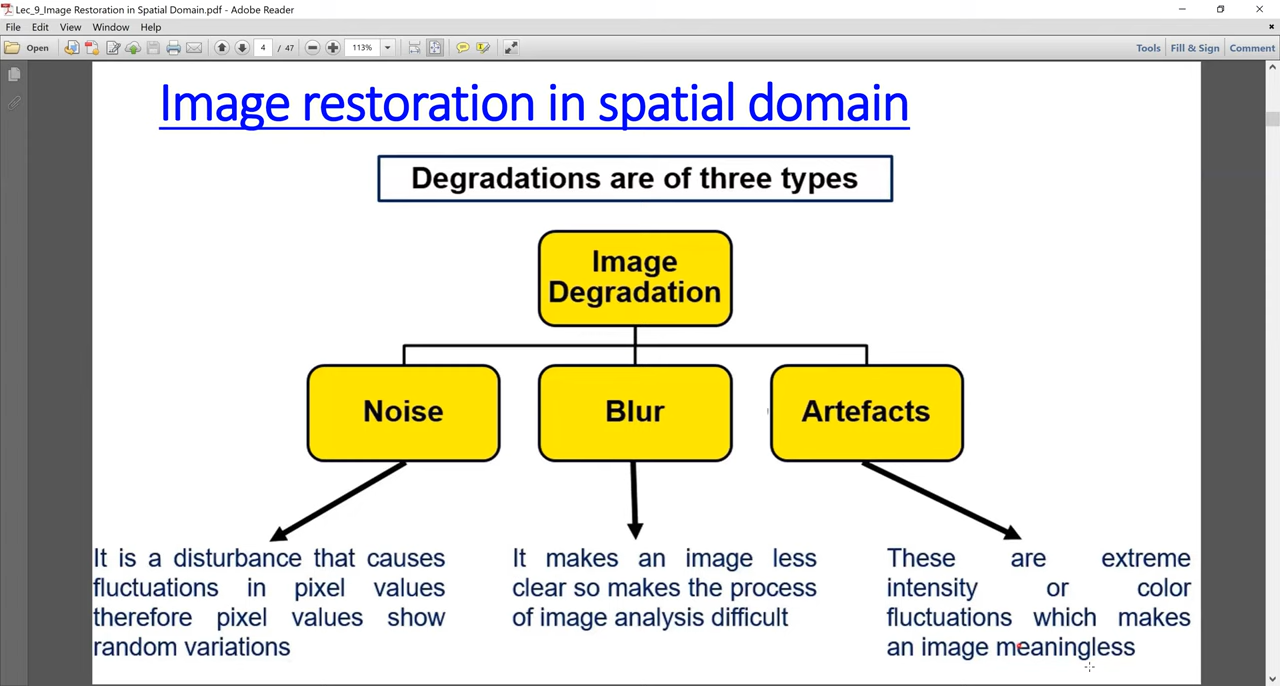 Lec_9_Image Restoration in Spatial Domain.pdf - Adobe Reader
File Edit View Window Help
Open 4 / 47 113% Tools Fill & Sign Comment
Image restoration in spatial domain
Degradations are of three types
Image
Degradation
Noise
Blur
Artefacts
It is a disturbance that causes
fluctuations in pixel values
therefore pixel values show
random variations
It makes an image less
clear so makes the process
of image analysis difficult
These are extreme
intensity or color
fluctuations which makes
an image meaningless